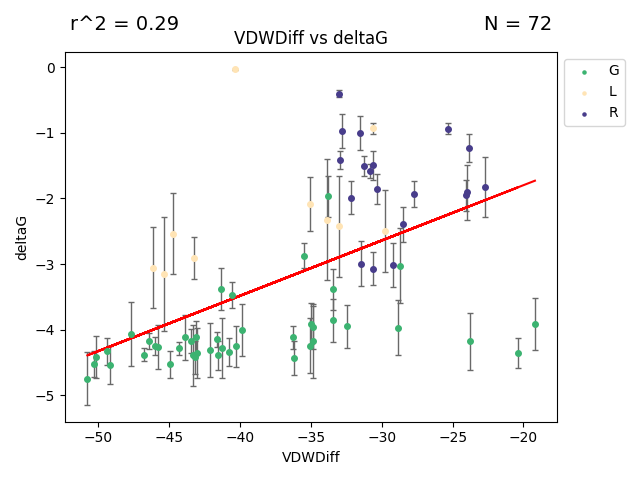 r^2 = 0.29
N = 72
VDWDiff vs deltaG
G
L
R
0
−1
−2
−3
−4
−5
deltaG
−50
−45
−40
−35
−30
−25
−20
VDWDiff